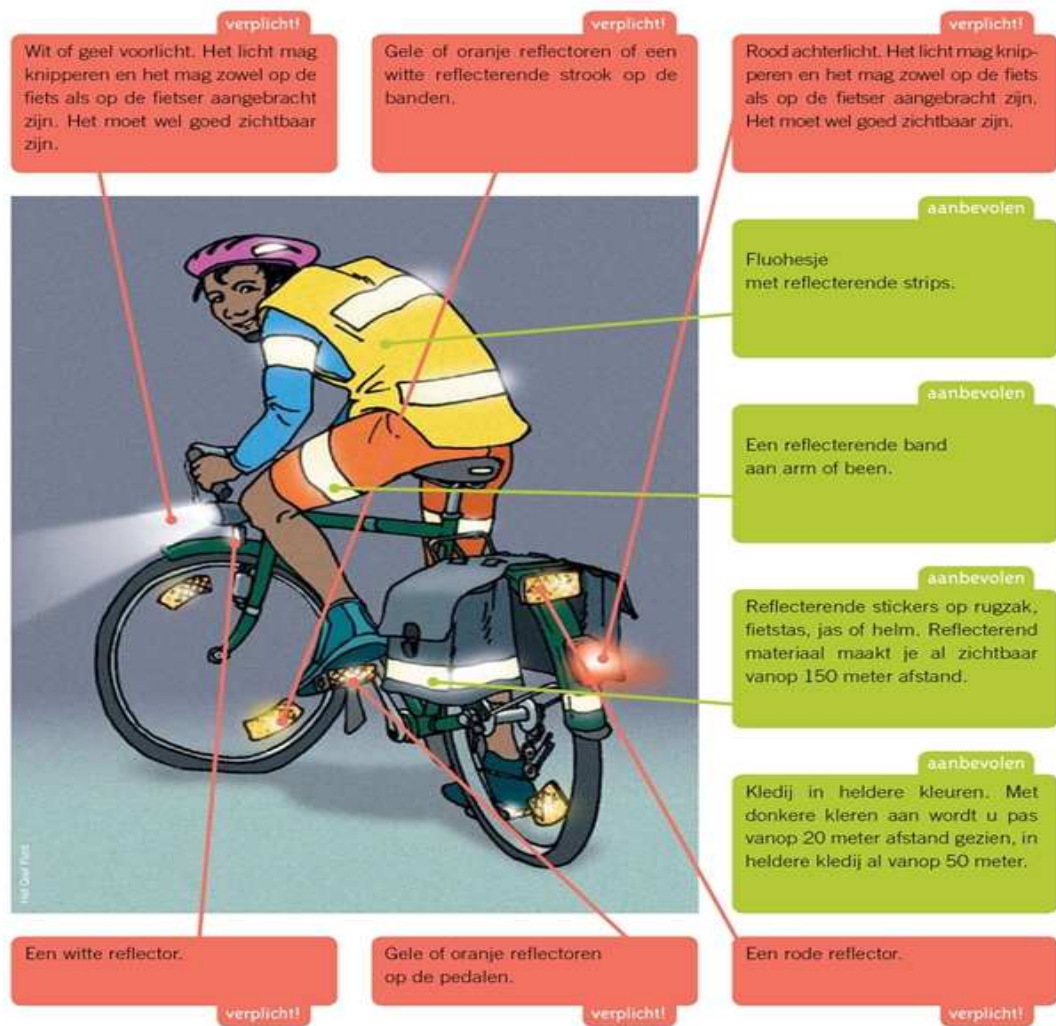 verplicht!
Wit of geel voorlicht. Het licht mag
knipperen en het mag zowel op de
fiets als op de fietser aangebracht
zijn. Het moet wel goed zichtbaar
zijn.
verplicht!
Gele of oranje reflectoren of een
witte reflecterende strook op de
banden.
verplicht!
Rood achterlicht. Het licht mag knip-
peren en het mag zowel op de fiets
als op de fietser aangebracht zijn.
Het moet wel goed zichtbaar zijn.
aanbevolen
Fluohesje
met reflecterende strips.
aanbevolen
Een reflecterende band
aan arm of been.
aanbevolen
Reflecterende stickers op rugzak,
fietstas, jas of helm. Reflecterend
materiaal maakt je al zichtbaar
vanop 150 meter afstand.
aanbevolen
Kledij in heldere kleuren. Met
donkere kleren aan wordt u pas
vanop 20 meter afstand gezien, in
heldere kledij al vanop 50 meter.
Een witte reflector.
verplicht!
Gele of oranje reflectoren
op de pedalen.
verplicht!
Een rode reflector.
verplicht!